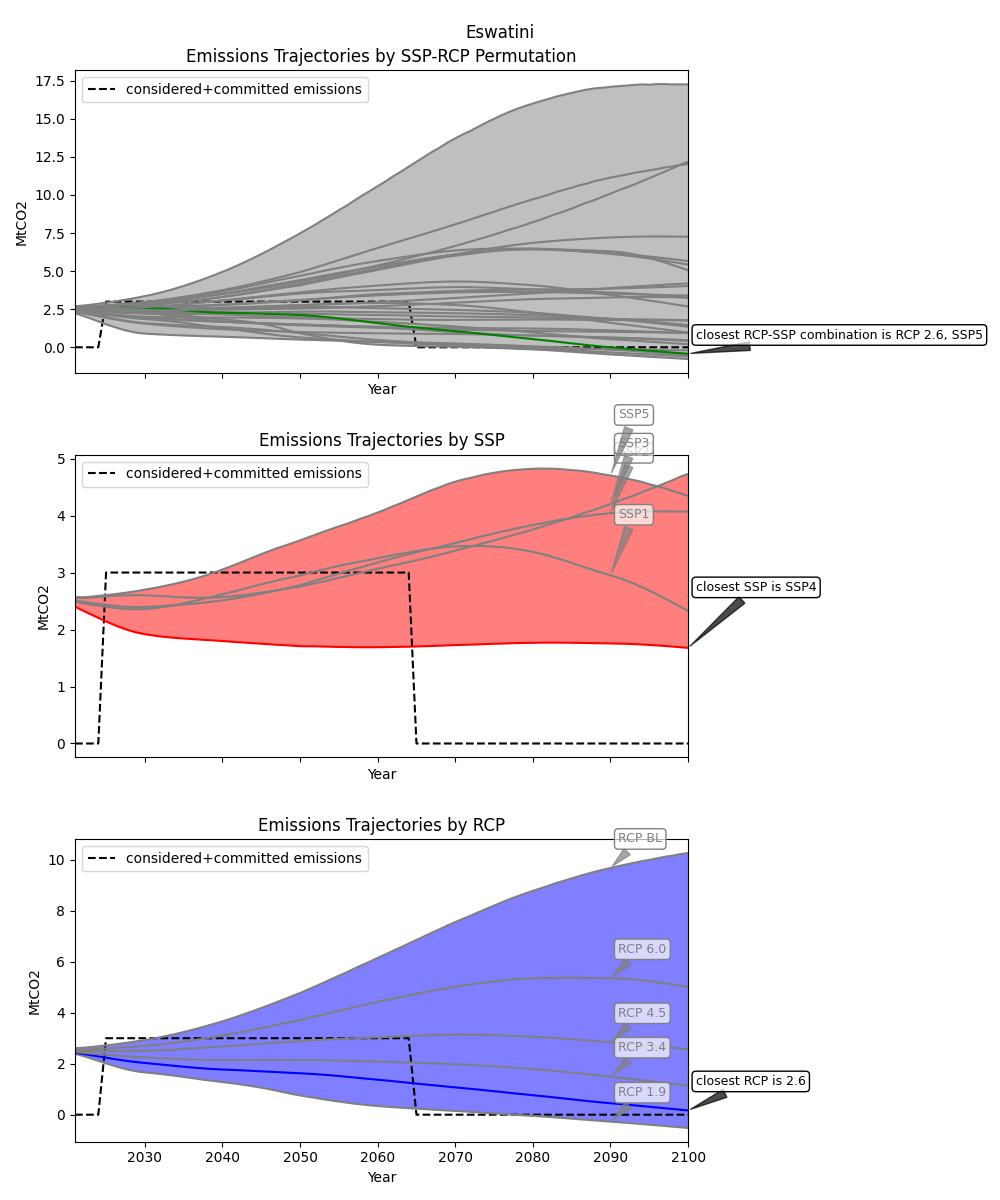 Eswatini
Emissions Trajectories by SSP-RCP Permutation
considered+committed emissions
17.5
15.0
12.5
10.0
7.5
5.0
2.5
0.0
MtCO2
closest RCP-SSP combination is RCP 2.6, SSP5
Year
Emissions Trajectories by SSP
considered+committed emissions
SSP5
SSP3
SSP1
5
4
3
2
1
0
MtCO2
closest SSP is SSP4
Year
Emissions Trajectories by RCP
considered+committed emissions
RCP BL
RCP 6.0
RCP 4.5
RCP 3.4
RCP 1.9
10
8
6
4
2
0
MtCO2
closest RCP is 2.6
2030
2040
2050
2060
2070
2080
2090
2100
Year